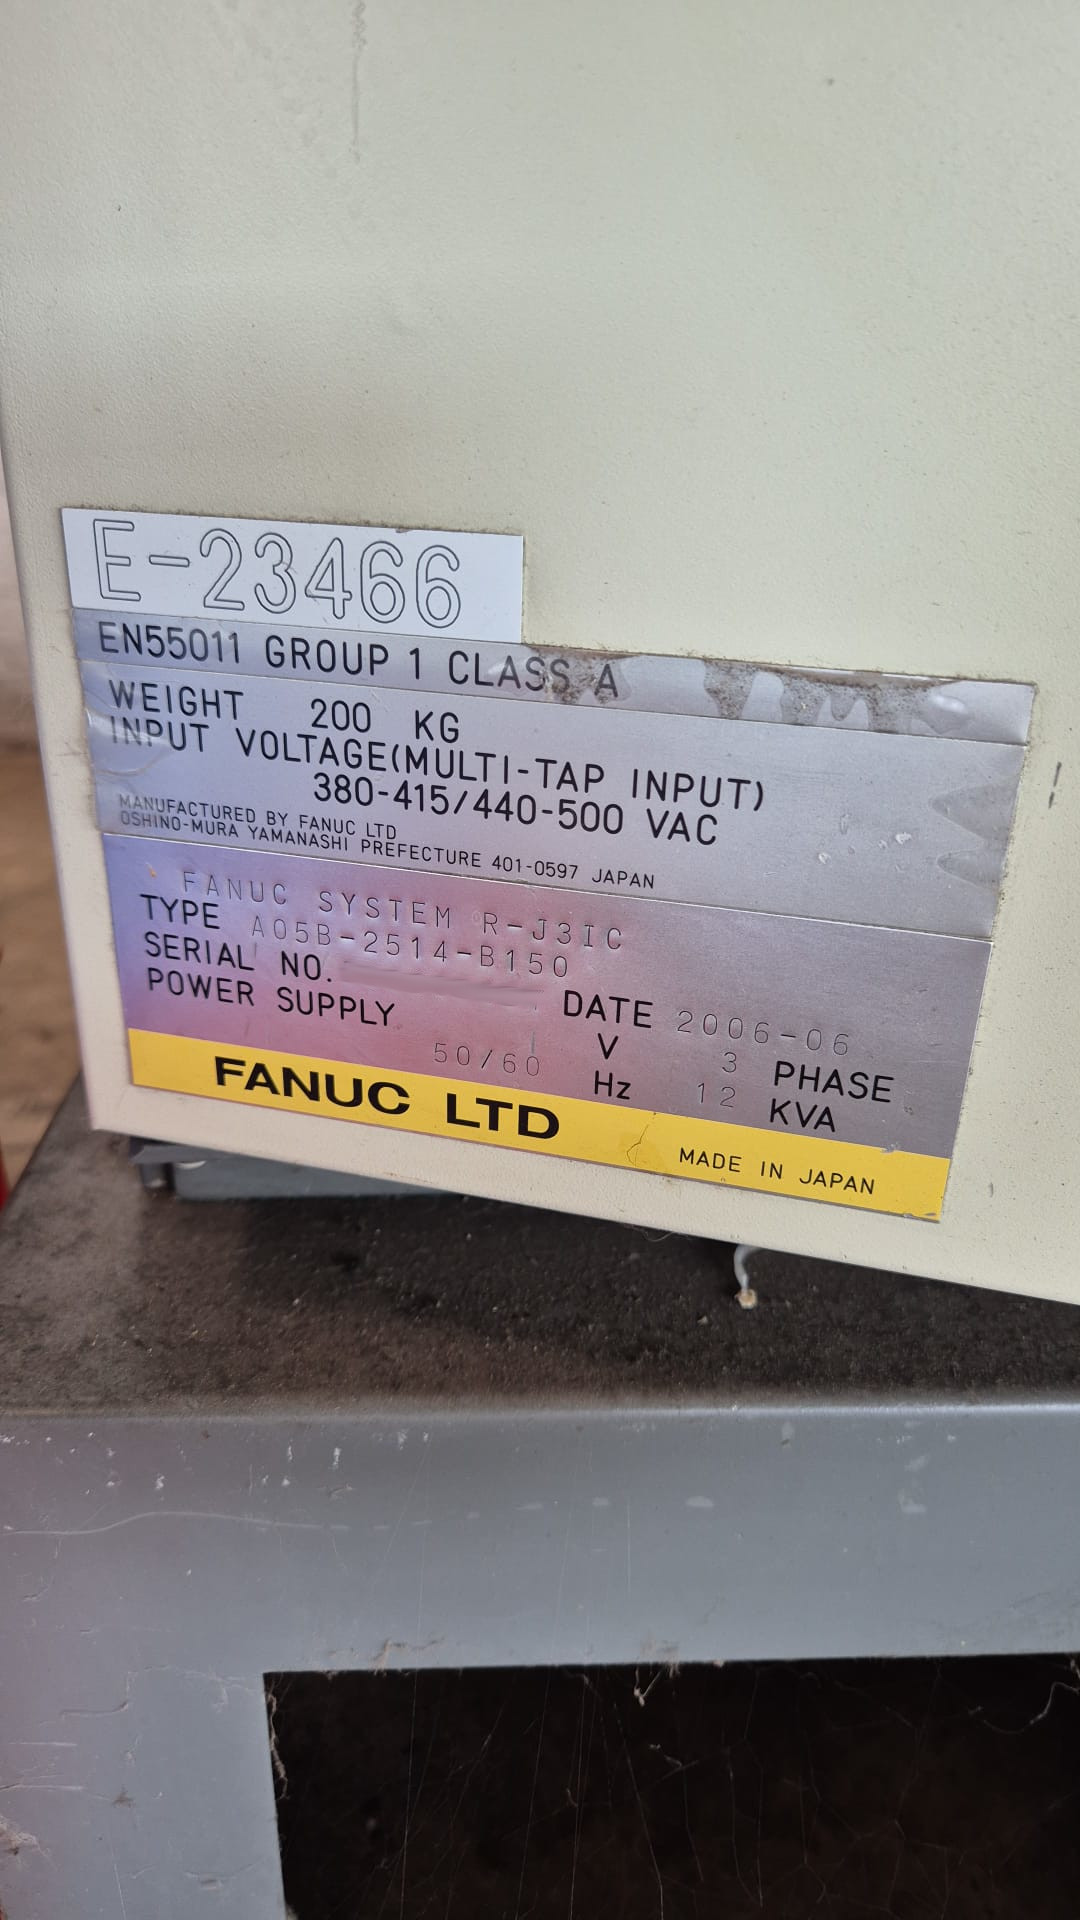 E-23466
EN55011 GROUP 1 CLASS A
WEIGHT 200 KG
INPUT VOLTAGE(MULTI-TAP INPUT)
380-415/440-500 VAC
MANUFACTURED BY FANUC LTD
OSHINO-MURA YAMANASHI PREFECTURE 401-0597 JAPAN
FANUC SYSTEM R-J3IC
TYPE A05B-2514-B150
SERIAL NO. DATE 2006-06
POWER SUPPLY V 3 PHASE
50/60 Hz 12 KVA
FANUC LTD MADE IN JAPAN